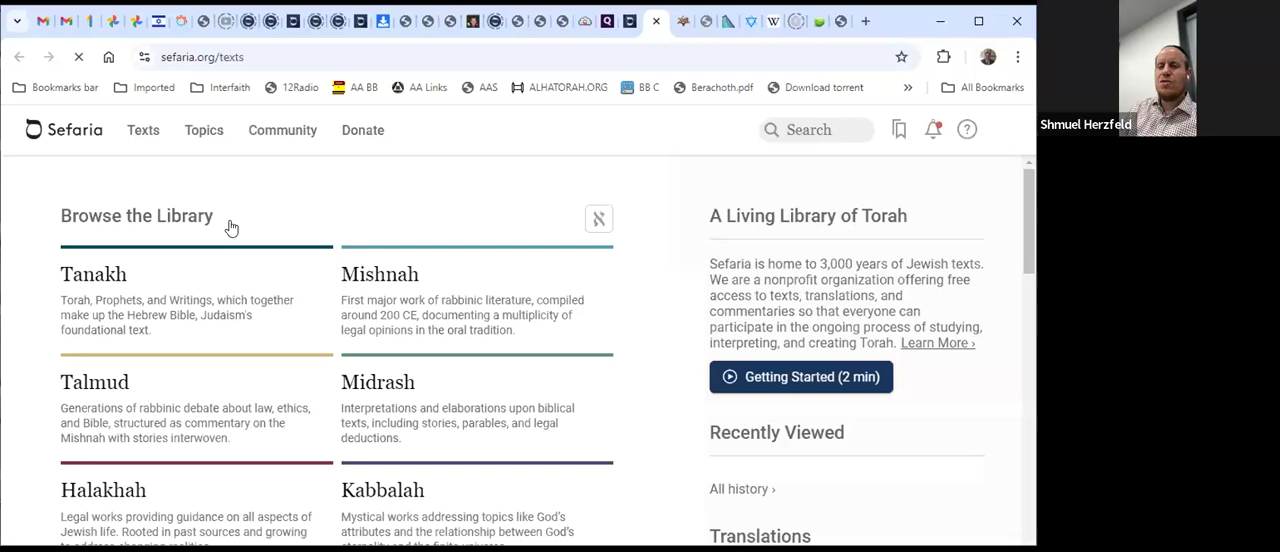 sefaria.org/texts
Bookmarks bar
Imported
Interfaith
12Radio
AA BB
AA Links
AAS
ALHATORAH.ORG
BB C
Berachoth.pdf
Download torrent
»
All Bookmarks
Sefaria
Texts
Topics
Community
Donate
Search
Shmuel Herzfeld
Browse the Library
א
Tanakh
Torah, Prophets, and Writings, which together
make up the Hebrew Bible, Judaism's
foundational text.
Mishnah
First major work of rabbinic literature, compiled
around 200 CE, documenting a multiplicity of
legal opinions in the oral tradition.
Talmud
Generations of rabbinic debate about law, ethics,
and Bible, structured as commentary on the
Mishnah with stories interwoven.
Midrash
Interpretations and elaborations upon biblical
texts, including stories, parables, and legal
deductions.
Halakhah
Legal works providing guidance on all aspects of
Jewish life. Rooted in past sources and growing
to address changing realities.
Kabbalah
Mystical works addressing topics like God's
attributes and the relationship between God's
eternality and the finite universe.
A Living Library of Torah
Sefaria is home to 3,000 years of Jewish texts.
We are a nonprofit organization offering free
access to texts, translations, and
commentaries so that everyone can
participate in the ongoing process of studying,
interpreting, and creating Torah. Learn More ›
Getting Started (2 min)
Recently Viewed
All history ›
Translations